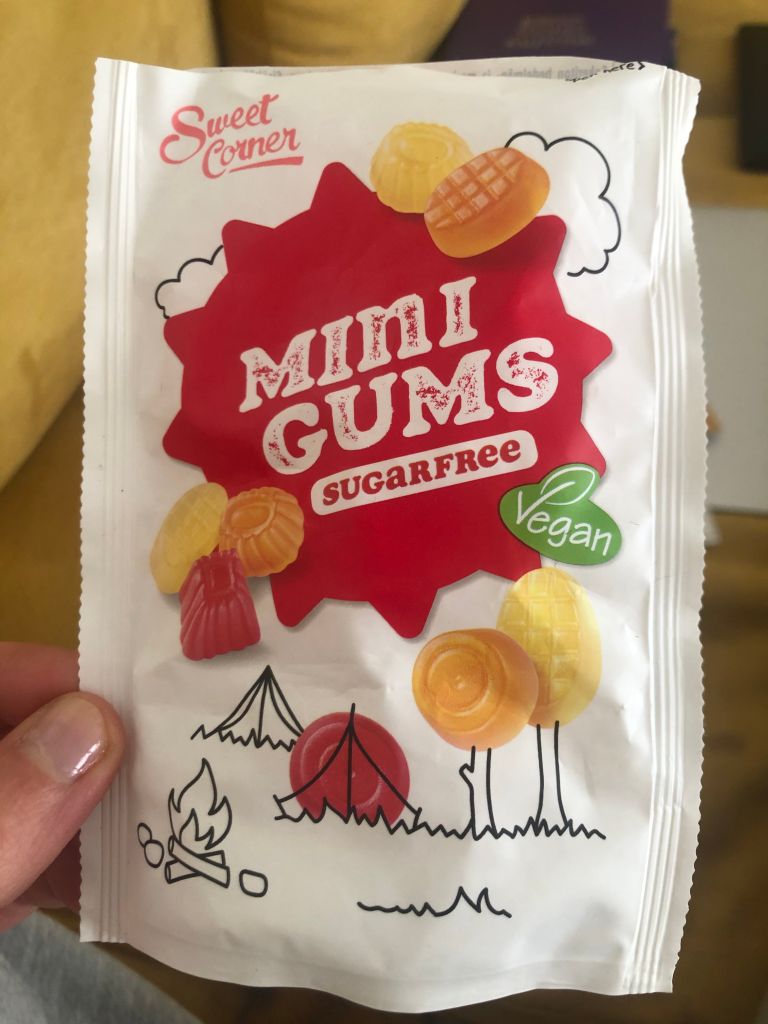 Sweet
Corner
MINI
GUMS
SUGARFREE
Vegan